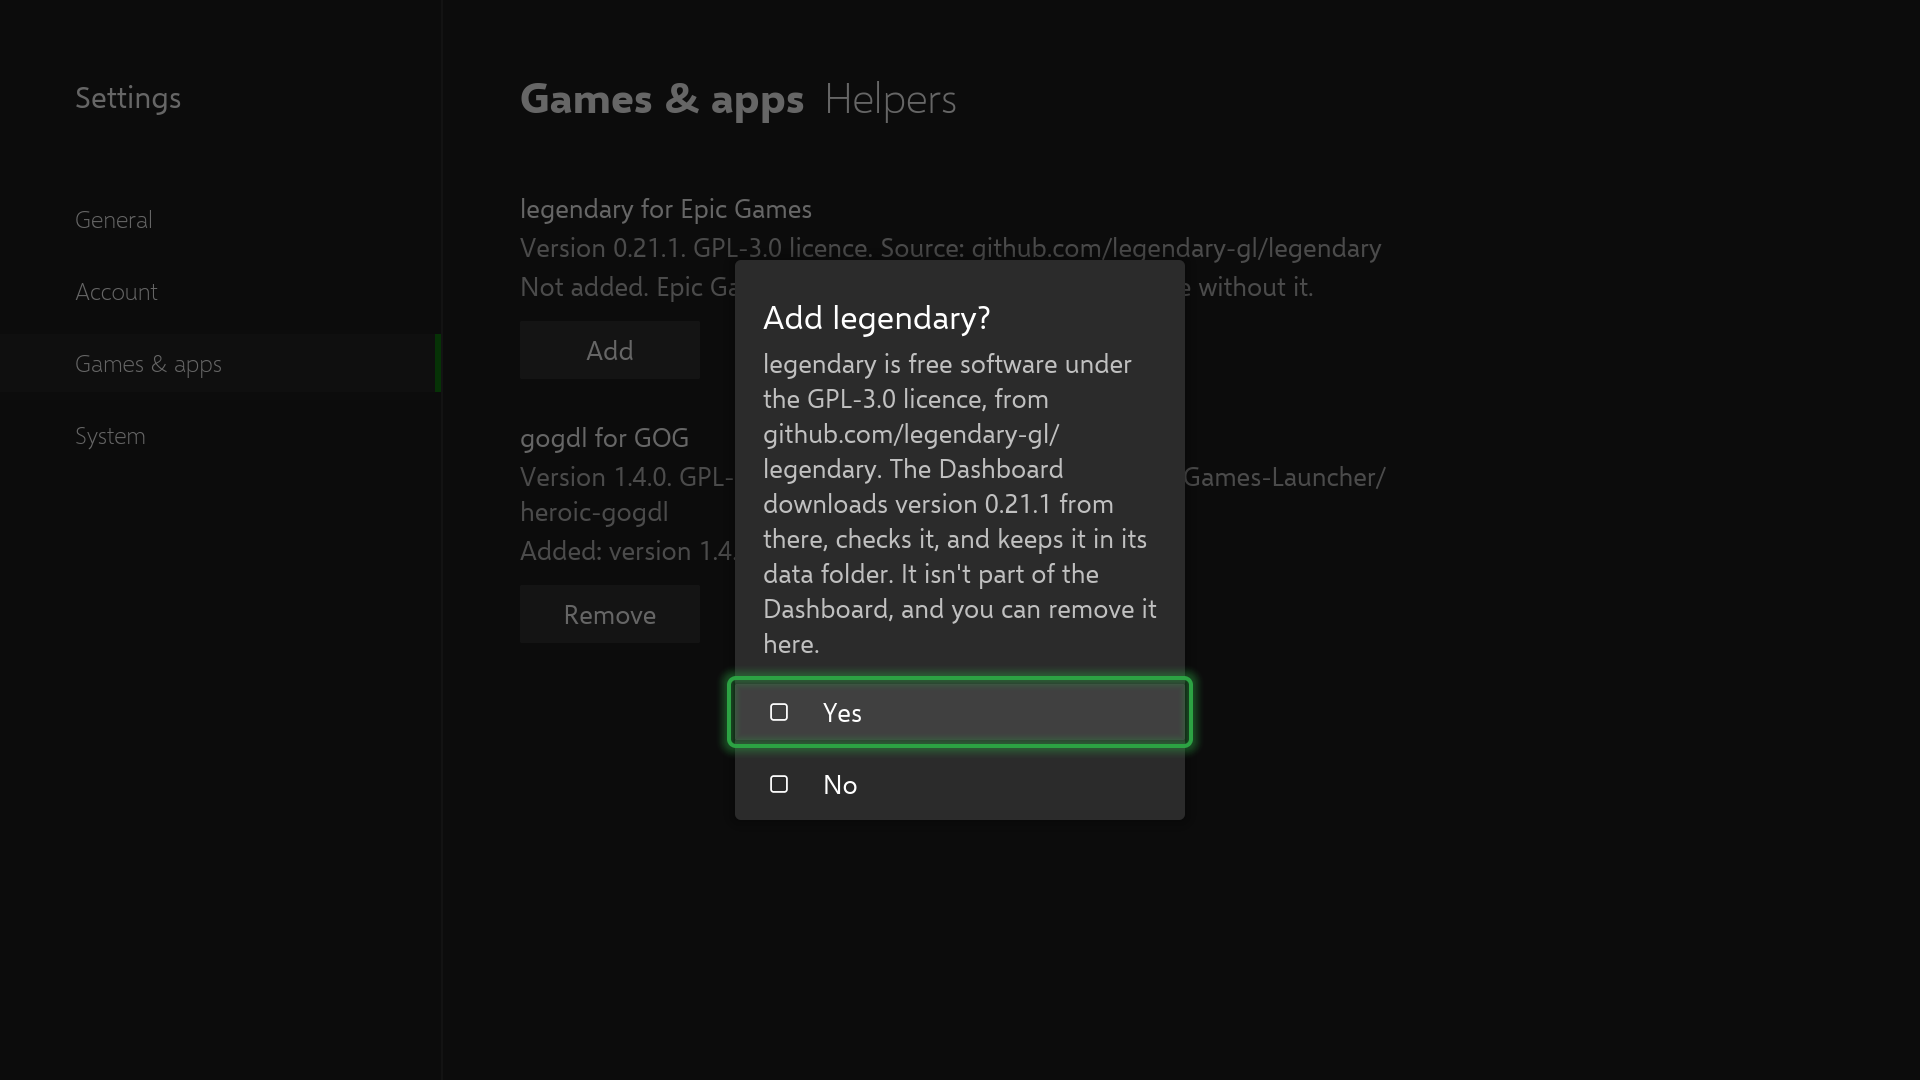 Settings
Games & apps Helpers
General
Account
Games & apps
System
legendary for Epic Games
Version 0.21.1. GPL-3.0 licence. Source: github.com/legendary-gl/legendary
Not added. Epic Ga
without it.
Add
gogdl for GOG
Version 1.4.0. GPL-
Games-Launcher/
heroic-gogdl
Added: version 1.4.
Remove
Add legendary?
legendary is free software under
the GPL-3.0 licence, from
github.com/legendary-gl/
legendary. The Dashboard
downloads version 0.21.1 from
there, checks it, and keeps it in its
data folder. It isn't part of the
Dashboard, and you can remove it
here.
Yes
No